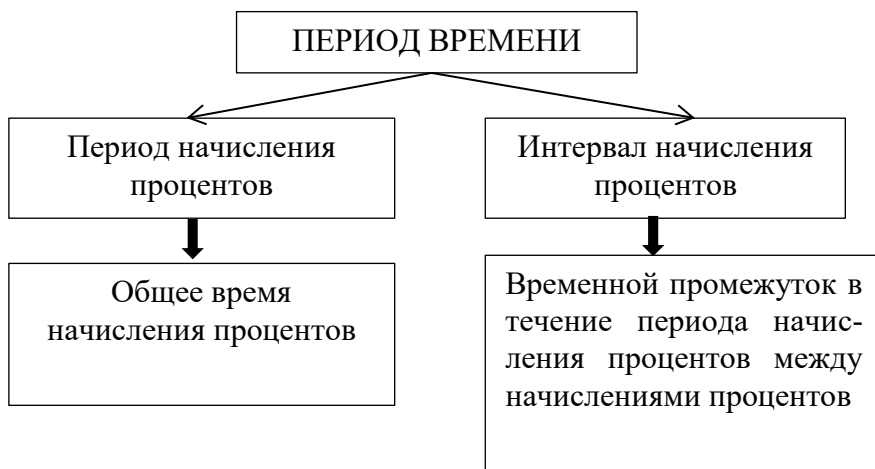 ПЕРИОД ВРЕМЕНИ
Период начисления
процентов
Интервал начисления
процентов
Общее время
начисления процентов
Временной промежуток в
течение периода начис-
ления процентов между
начислениями процентов